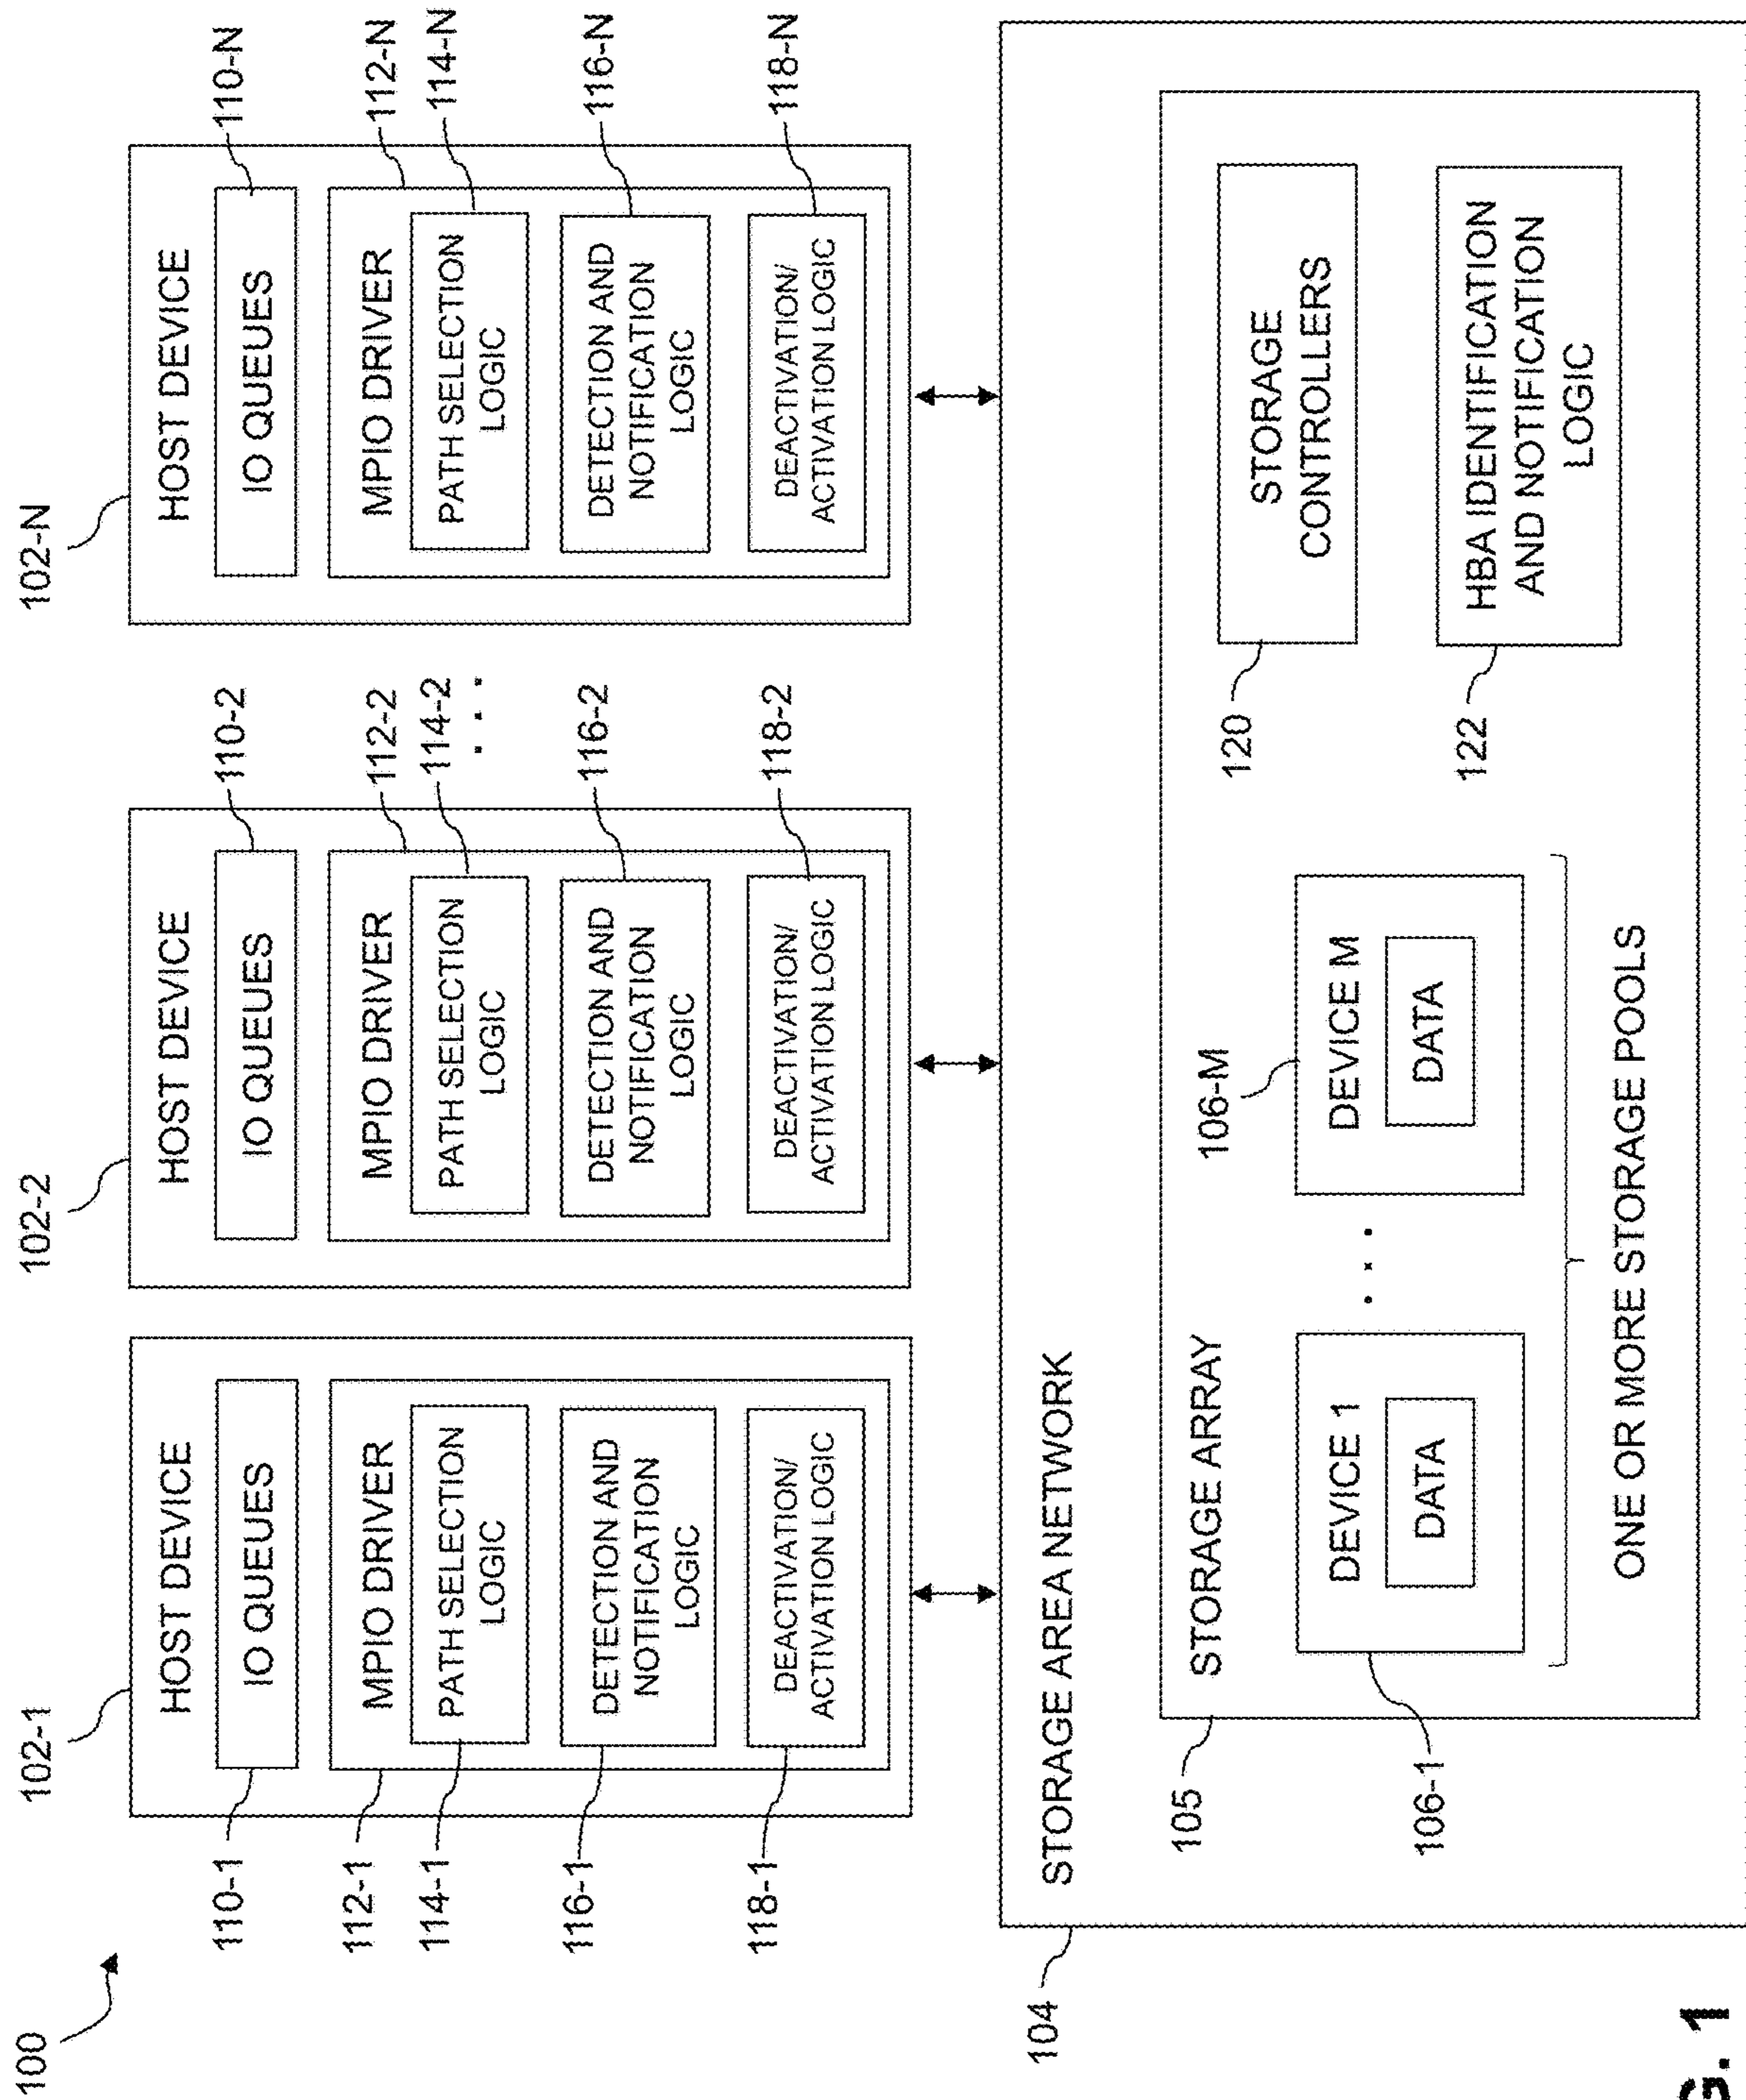 100
102-1
HOST DEVICE
110-1
IO QUEUES
112-1
MPIO DRIVER
114-1
PATH SELECTION
LOGIC
116-1
DETECTION AND
NOTIFICATION
LOGIC
118-1
DEACTIVATION/
ACTIVATION LOGIC
102-2
HOST DEVICE
110-2
IO QUEUES
112-2
MPIO DRIVER
114-2
PATH SELECTION
LOGIC
116-2
DETECTION AND
NOTIFICATION
LOGIC
118-2
DEACTIVATION/
ACTIVATION LOGIC
. . .
102-N
HOST DEVICE
110-N
IO QUEUES
112-N
MPIO DRIVER
114-N
PATH SELECTION
LOGIC
116-N
DETECTION AND
NOTIFICATION
LOGIC
118-N
DEACTIVATION/
ACTIVATION LOGIC
104
STORAGE AREA NETWORK
105
STORAGE ARRAY
106-1
DEVICE 1
DATA
. . .
106-M
DEVICE M
DATA
ONE OR MORE STORAGE POOLS
120
STORAGE
CONTROLLERS
122
HBA IDENTIFICATION
AND NOTIFICATION
LOGIC
G. 1